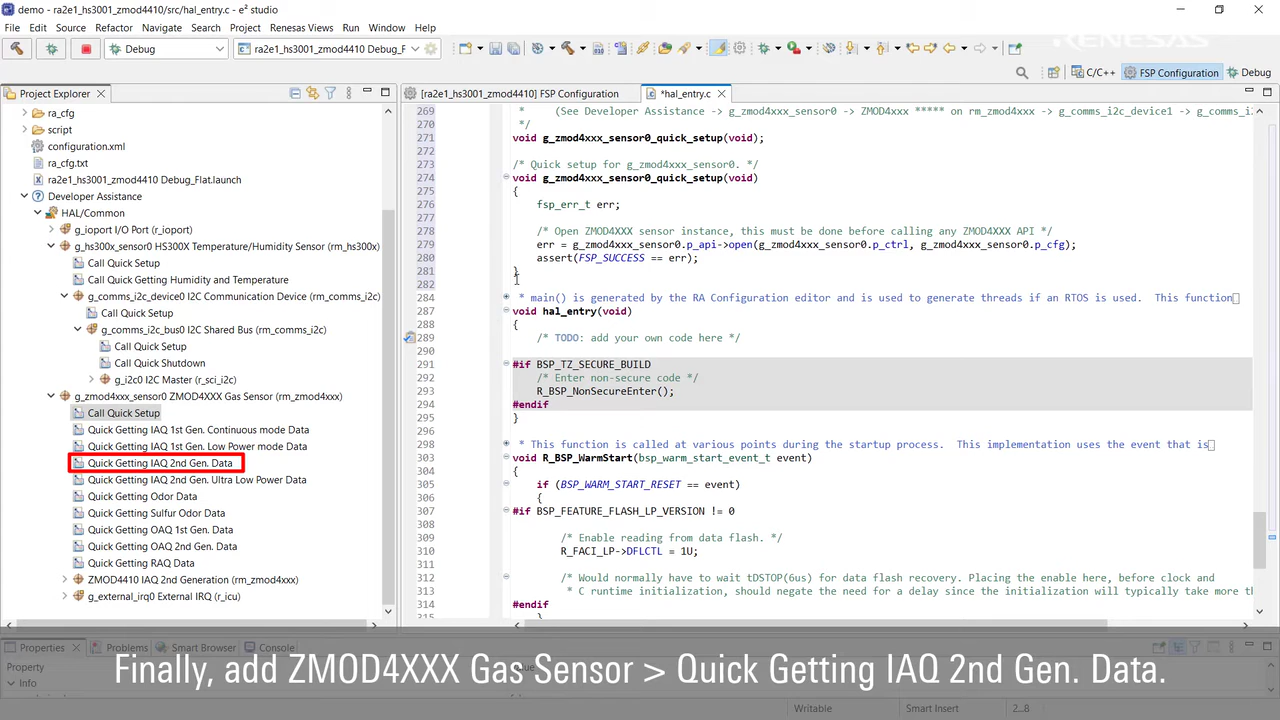 demo - ra2e1_hs3001_zmod4410/src/hal_entry.c - e² studio
File Edit Source Refactor Navigate Search Project Renesas Views Run Window Help
Debug
ra2e1_hs3001_zmod4410 Debug_F
RENESAS
C/C++ FSP Configuration Debug
Project Explorer
[ra2e1_hs3001_zmod4410] FSP Configuration
*hal_entry.c
ra_cfg
script
configuration.xml
ra_cfg.txt
ra2e1_hs3001_zmod4410 Debug_Flat.launch
Developer Assistance
HAL/Common
g_ioport I/O Port (r_ioport)
g_hs300x_sensor0 HS300X Temperature/Humidity Sensor (rm_hs300x)
Call Quick Setup
Call Quick Getting Humidity and Temperature
g_comms_i2c_device0 I2C Communication Device (rm_comms_i2c)
Call Quick Setup
g_comms_i2c_bus0 I2C Shared Bus (rm_comms_i2c)
Call Quick Setup
Call Quick Shutdown
g_i2c0 I2C Master (r_sci_i2c)
g_zmod4xxx_sensor0 ZMOD4XXX Gas Sensor (rm_zmod4xxx)
Call Quick Setup
Quick Getting IAQ 1st Gen. Continuous mode Data
Quick Getting IAQ 1st Gen. Low Power mode Data
Quick Getting IAQ 2nd Gen. Data
Quick Getting IAQ 2nd Gen. Ultra Low Power Data
Quick Getting Odor Data
Quick Getting Sulfur Odor Data
Quick Getting OAQ 1st Gen. Data
Quick Getting OAQ 2nd Gen. Data
Quick Getting RAQ Data
ZMOD4410 IAQ 2nd Generation (rm_zmod4xxx)
g_external_irq0 External IRQ (r_icu)
269 * (See Developer Assistance -> g_zmod4xxx_sensor0 -> ZMOD4xxx ***** on rm_zmod4xxx -> g_comms_i2c_device1 -> g_comms_i
270 */
271 void g_zmod4xxx_sensor0_quick_setup(void);
272
273 /* Quick setup for g_zmod4xxx_sensor0. */
274 void g_zmod4xxx_sensor0_quick_setup(void)
275 {
276 fsp_err_t err;
277
278 /* Open ZMOD4XXX sensor instance, this must be done before calling any ZMOD4XXX API */
279 err = g_zmod4xxx_sensor0.p_api->open(g_zmod4xxx_sensor0.p_ctrl, g_zmod4xxx_sensor0.p_cfg);
280 assert(FSP_SUCCESS == err);
281 }
282
284 * main() is generated by the RA Configuration editor and is used to generate threads if an RTOS is used. This function
287 void hal_entry(void)
288 {
289 /* TODO: add your own code here */
290
291 #if BSP_TZ_SECURE_BUILD
292 /* Enter non-secure code */
293 R_BSP_NonSecureEnter();
294 #endif
295 }
296
298 * This function is called at various points during the startup process. This implementation uses the event that is
303 void R_BSP_WarmStart(bsp_warm_start_event_t event)
304 {
305 if (BSP_WARM_START_RESET == event)
306 {
307 #if BSP_FEATURE_FLASH_LP_VERSION != 0
308
309 /* Enable reading from data flash. */
310 R_FACI_LP->DFLCTL = 1U;
311
312 /* Would normally have to wait tDSTOP(6us) for data flash recovery. Placing the enable here, before clock and
313 * C runtime initialization, should negate the need for a delay since the initialization will typically take more th
314 #endif
315 }
Properties Problems Smart Browser Console
Property
Info
Finally, add ZMOD4XXX Gas Sensor > Quick Getting IAQ 2nd Gen. Data.
Writable Smart Insert 2...8